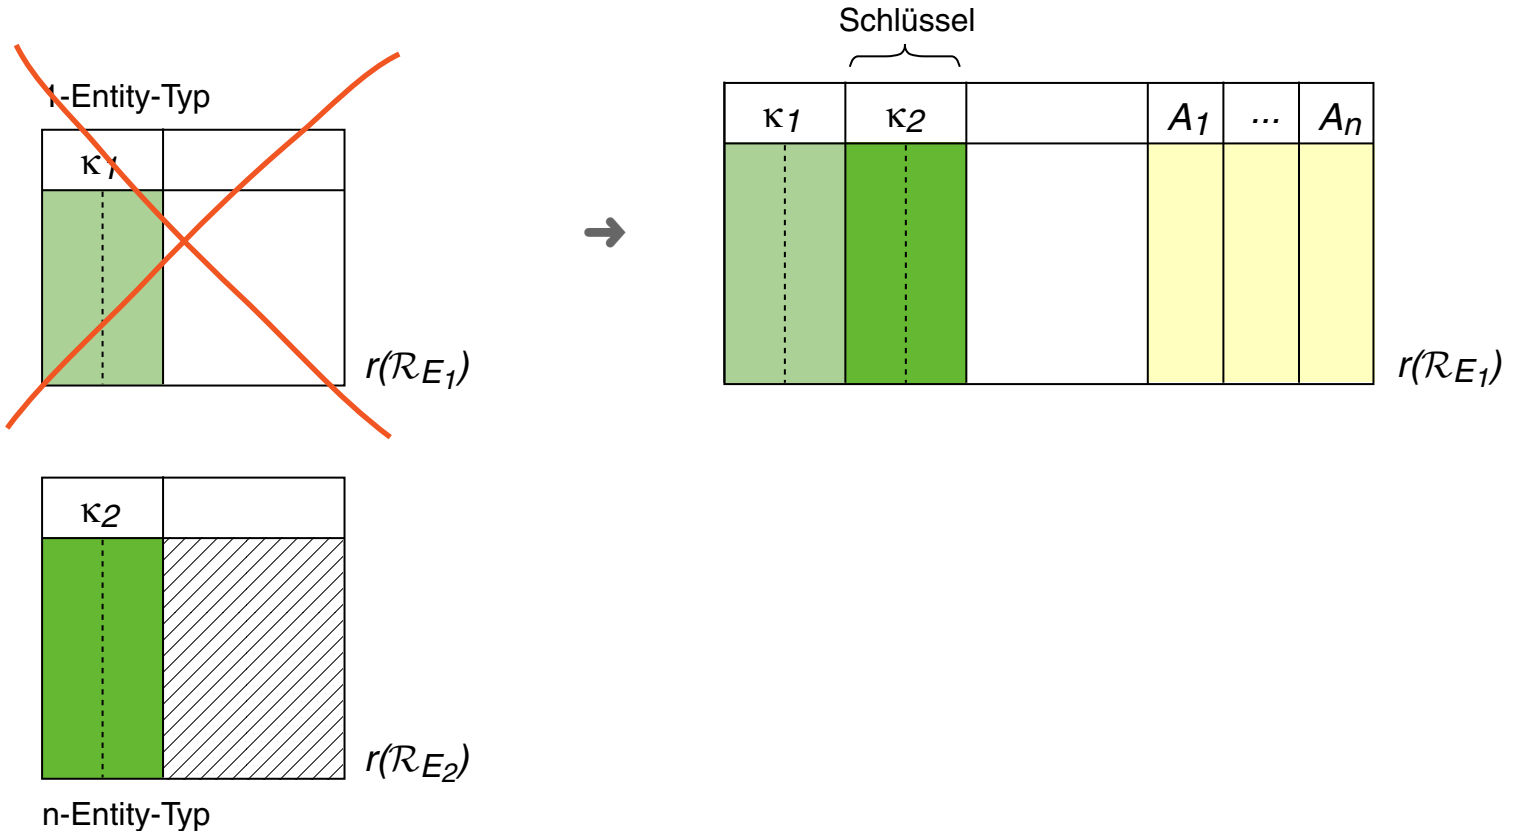 Schlüssel
1-Entity-Typ
κ1
κ1 κ2 A1 ... An
r(ℛE1)
r(ℛE1)
κ2
r(ℛE2)
n-Entity-Typ